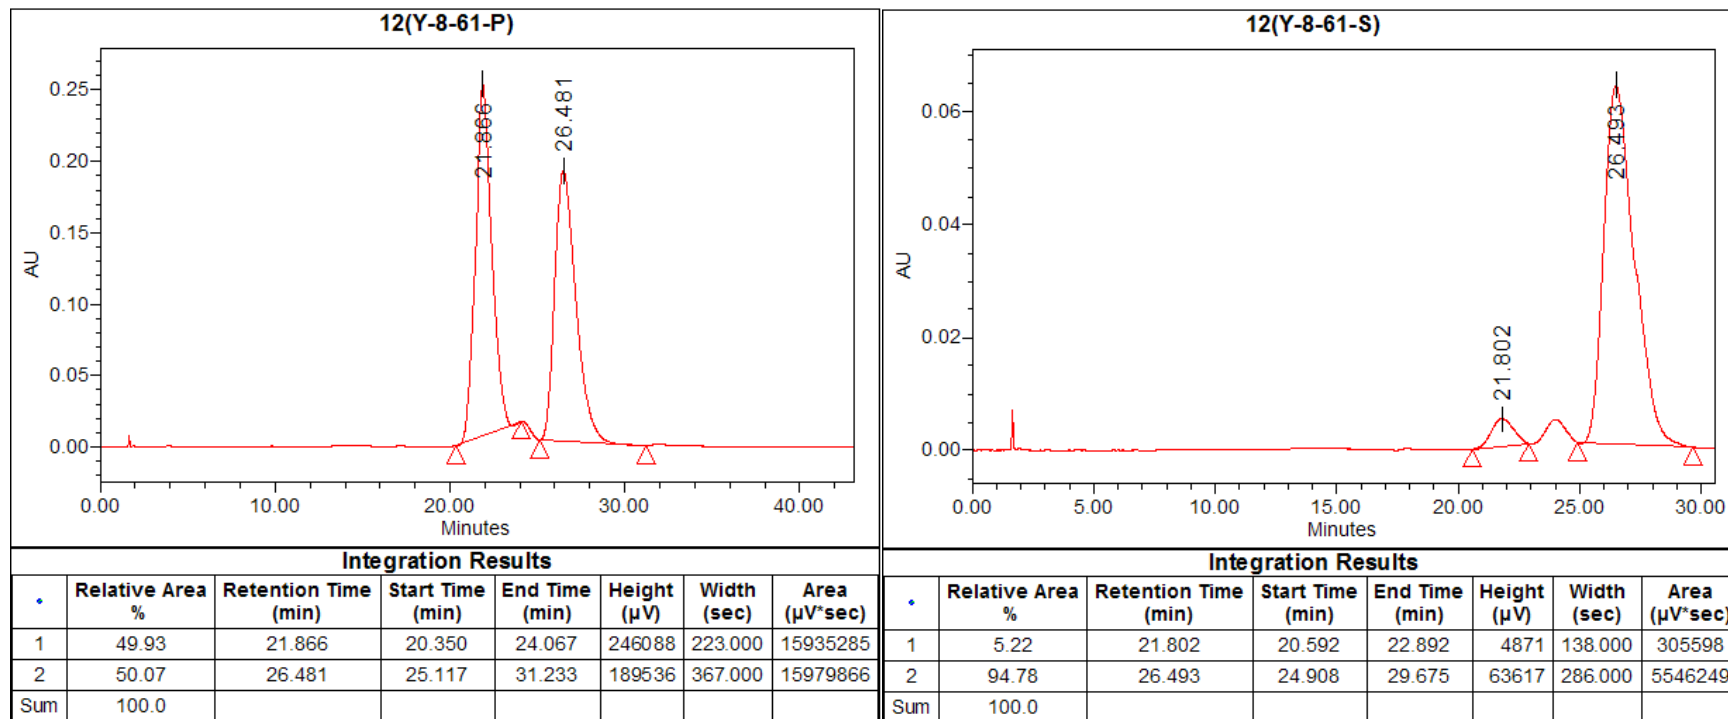 12(Y-8-61-P)
0.25
0.20
0.15
0.10
0.05
0.00
AU
21.866
26.481
0.00 10.00 20.00 30.00 40.00
Minutes
Integration Results
Relative Area % Retention Time (min) Start Time (min) End Time (min) Height (µV) Width (sec) Area (µV*sec)
1 49.93 21.866 20.350 24.067 246088 223.000 15935285
2 50.07 26.481 25.117 31.233 189536 367.000 15979866
Sum 100.0
12(Y-8-61-S)
0.06
0.04
0.02
0.00
AU
21.802
26.493
0.00 5.00 10.00 15.00 20.00 25.00 30.00
Minutes
Integration Results
Relative Area % Retention Time (min) Start Time (min) End Time (min) Height (µV) Width (sec) Area (µV*sec)
1 5.22 21.802 20.592 22.892 4871 138.000 305598
2 94.78 26.493 24.908 29.675 63617 286.000 5546249
Sum 100.0